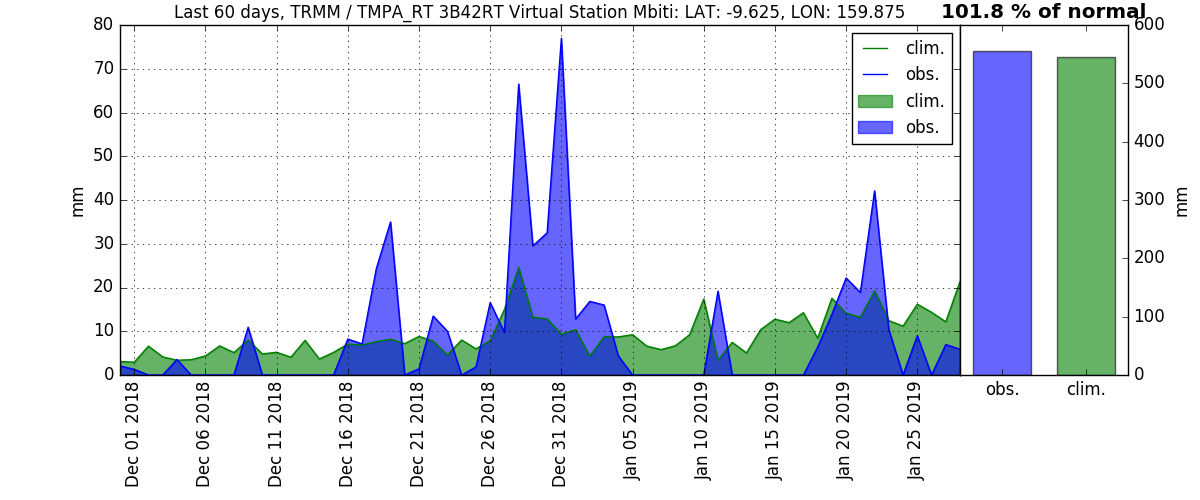 Last 60 days, TRMM / TMPA_RT 3B42RT Virtual Station Mbiti: LAT: -9.625, LON: 159.875
101.8 % of normal
80
70
60
50
40
30
20
10
0
mm
clim.
obs.
clim.
obs.
600
500
400
300
200
100
0
mm
obs.
clim.
Dec 01 2018
Dec 06 2018
Dec 11 2018
Dec 16 2018
Dec 21 2018
Dec 26 2018
Dec 31 2018
Jan 05 2019
Jan 10 2019
Jan 15 2019
Jan 20 2019
Jan 25 2019